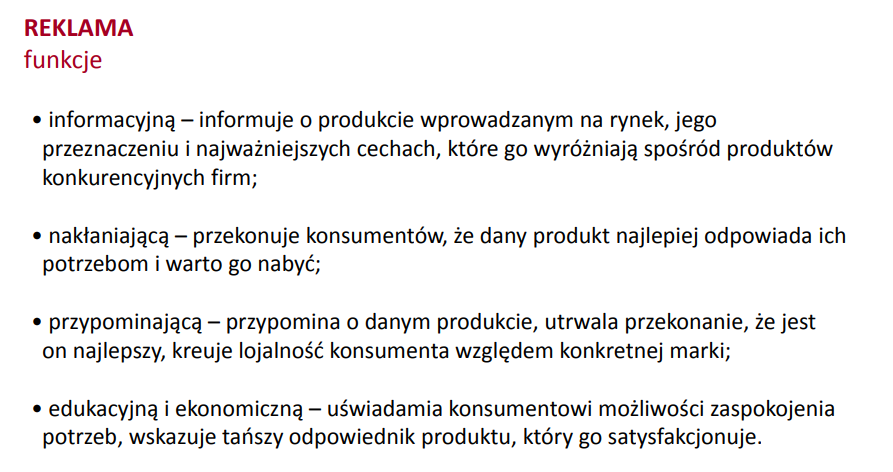 REKLAMA
funkcje
• informacyjną – informuje o produkcie wprowadzanym na rynek, jego
przeznaczeniu i najważniejszych cechach, które go wyróżniają spośród produktów
konkurencyjnych firm;
• nakłaniającą – przekonuje konsumentów, że dany produkt najlepiej odpowiada ich
potrzebom i warto go nabyć;
• przypominającą – przypomina o danym produkcie, utrwala przekonanie, że jest
on najlepszy, kreuje lojalność konsumenta względem konkretnej marki;
• edukacyjną i ekonomiczną – uświadamia konsumentowi możliwości zaspokojenia
potrzeb, wskazuje tańszy odpowiednik produktu, który go satysfakcjonuje.